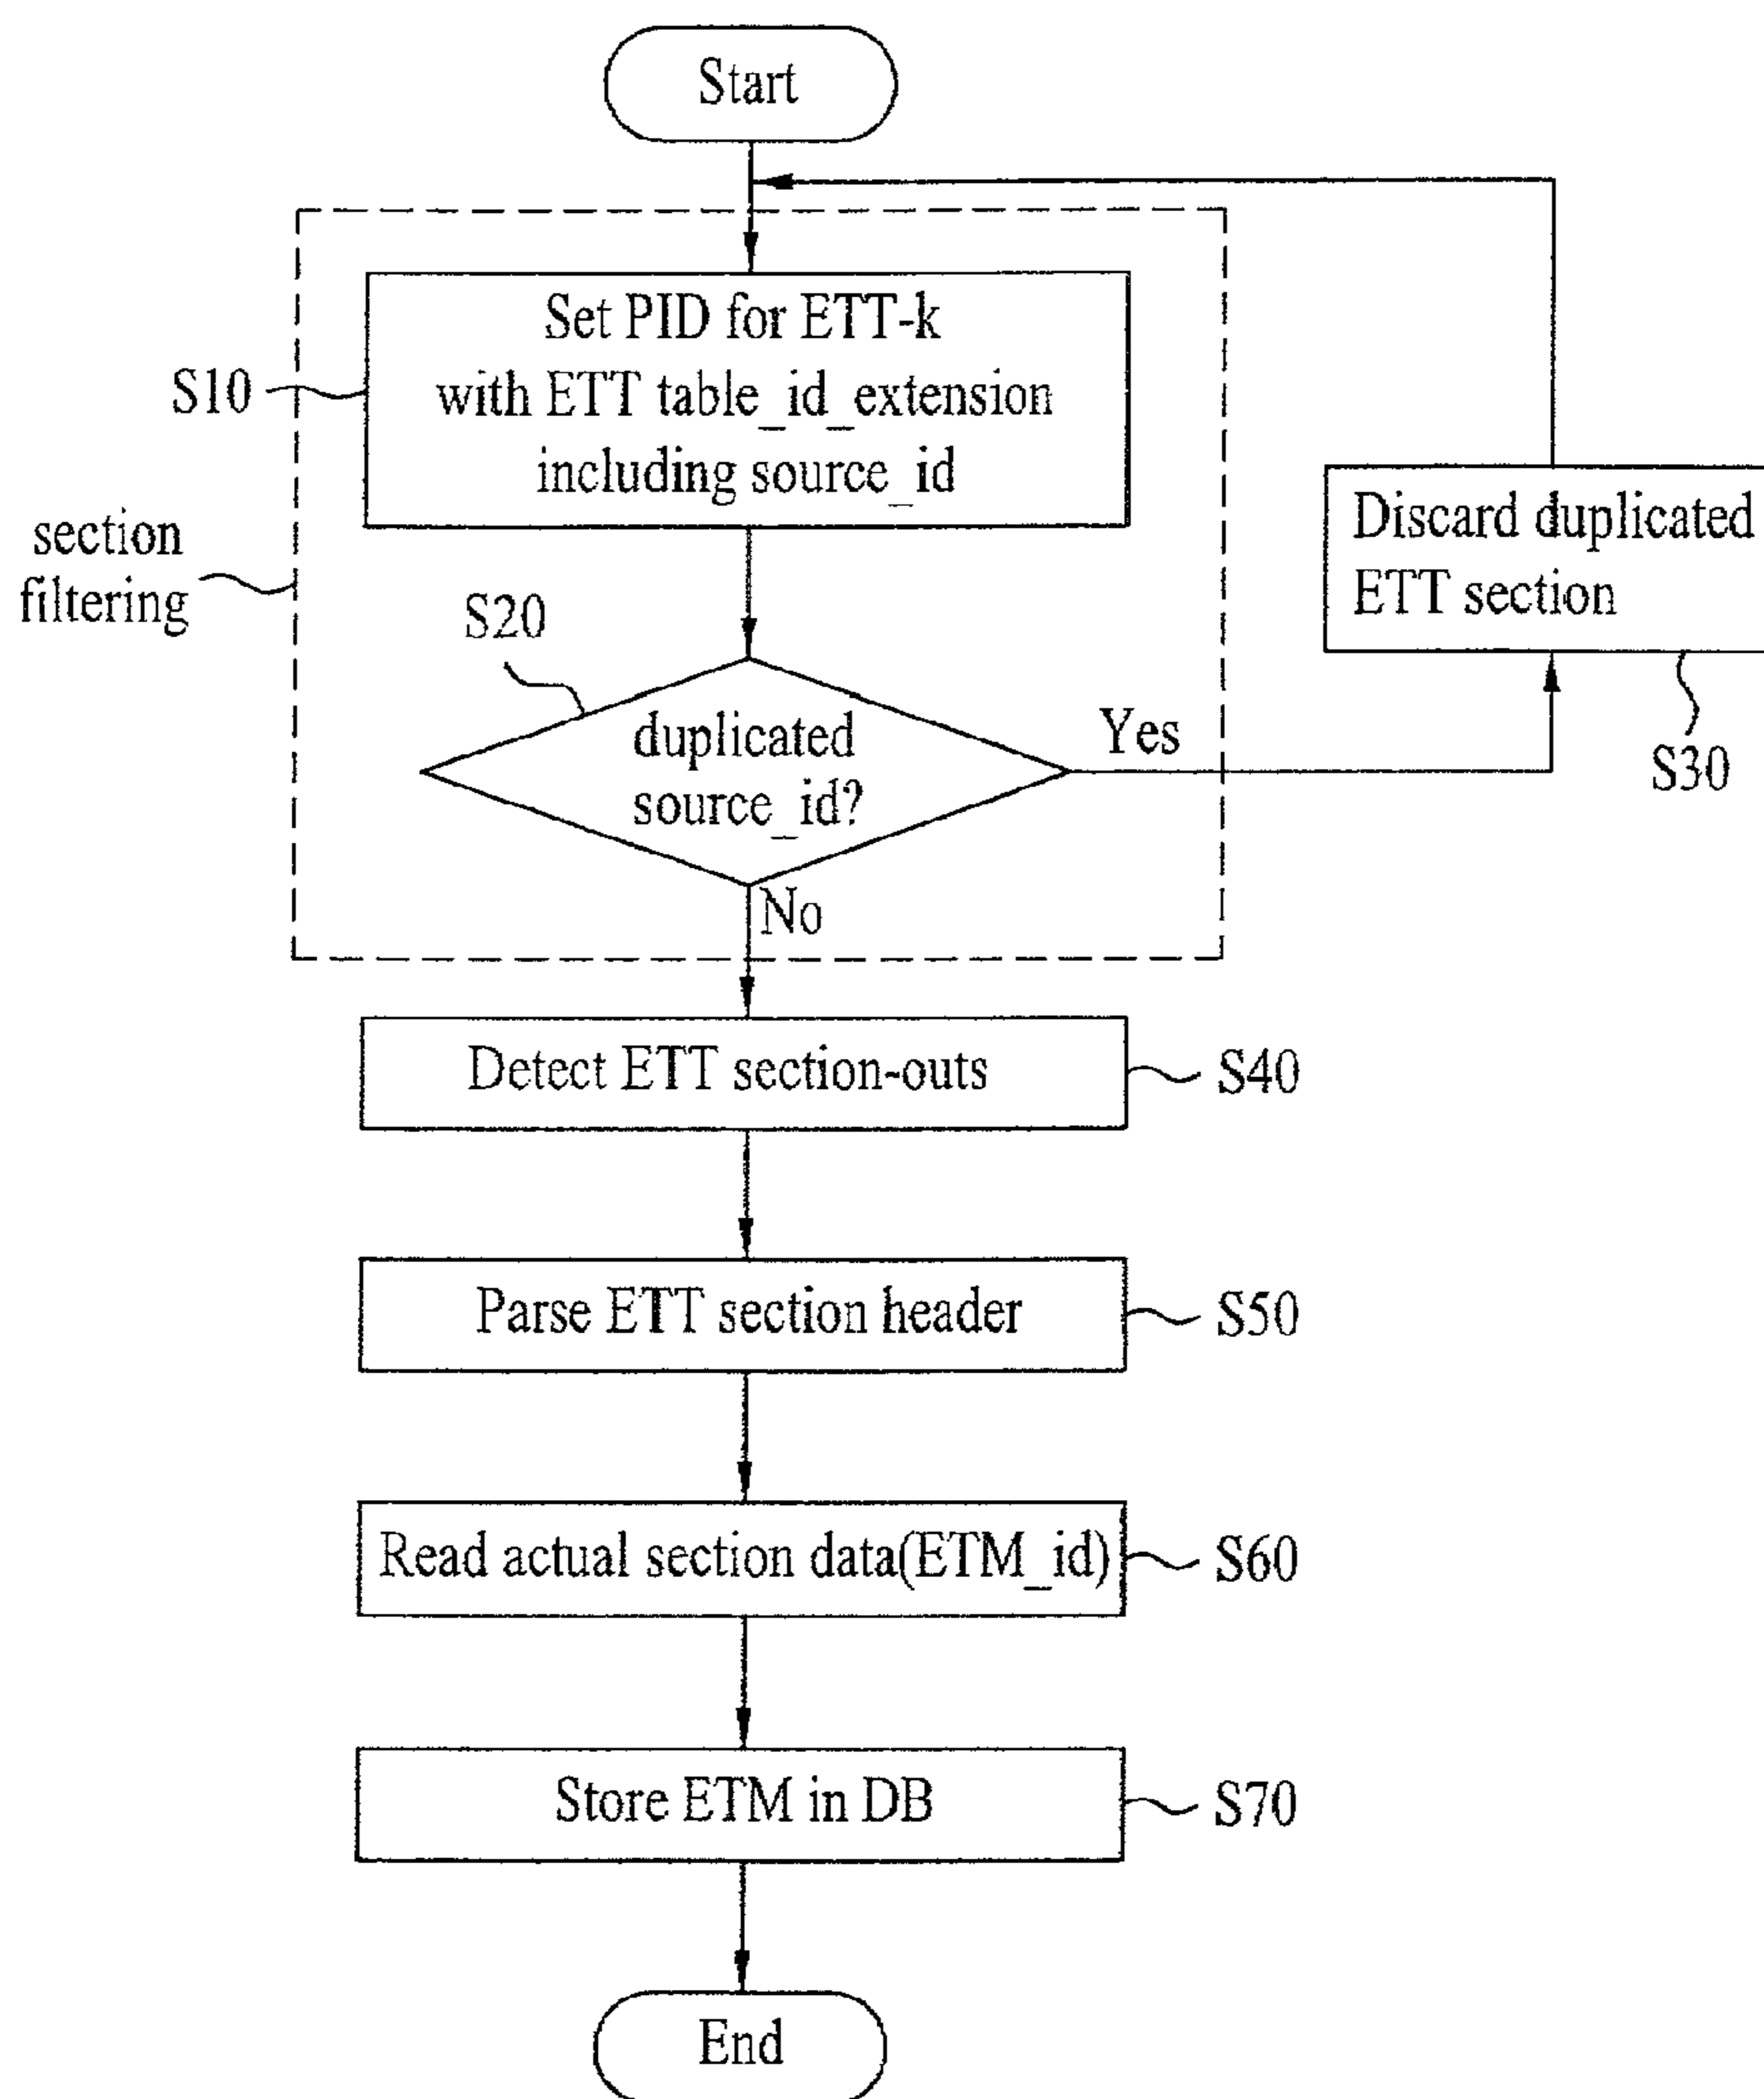 Start
Set PID for ETT-k
with ETT table_id_extension
including source_id
S10
section
filtering
Discard duplicated
ETT section
S30
S20
duplicated
source_id?
Yes
No
Detect ETT section-outs
S40
Parse ETT section header
S50
Read actual section data(ETM_id)
S60
Store ETM in DB
S70
End